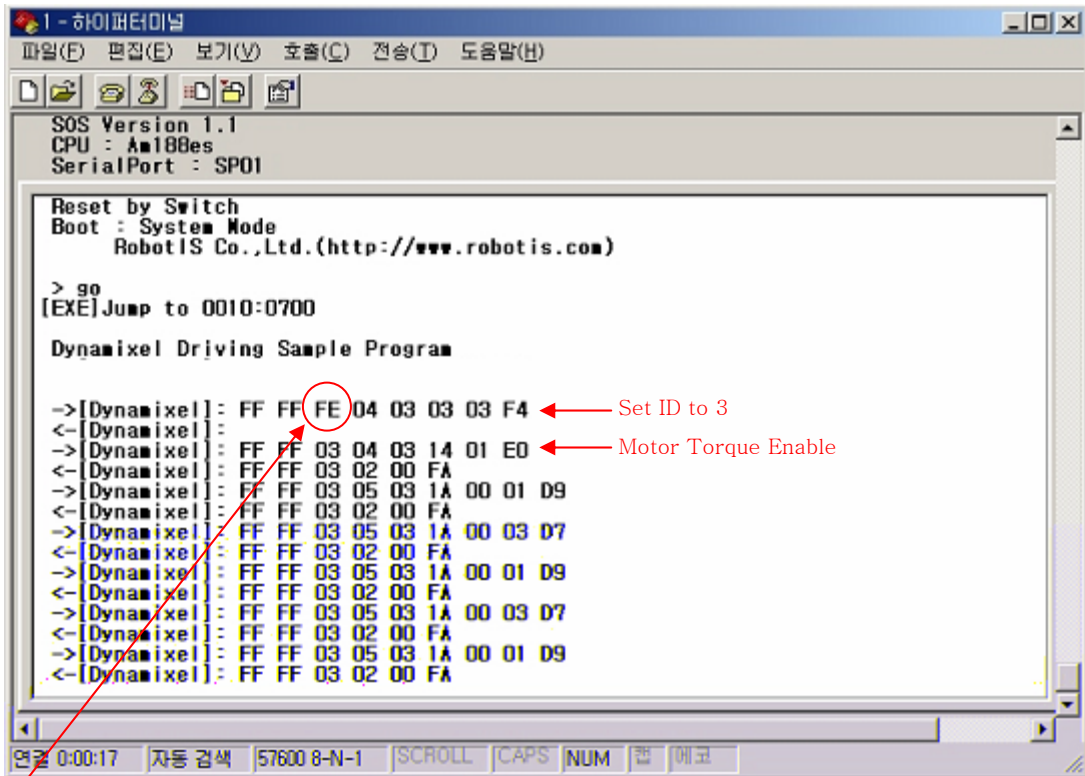 1 - 하이퍼터미널
파일(F) 편집(E) 보기(V) 호출(C) 전송(T) 도움말(H)
SOS Version 1.1
CPU : Am188es
SerialPort : SP01
Reset by Switch
Boot : System Mode
RobotIS Co.,Ltd.(http://www.robotis.com)
> go
[EXE]Jump to 0010:0700
Dynamixel Driving Sample Program
->[Dynamixel]: FF FF FE 04 03 03 03 F4 Set ID to 3
<-[Dynamixel]:
->[Dynamixel]: FF FF 03 04 03 14 01 E0 Motor Torque Enable
<-[Dynamixel]: FF FF 03 02 00 FA
->[Dynamixel]: FF FF 03 05 03 1A 00 01 D9
<-[Dynamixel]: FF FF 03 02 00 FA
->[Dynamixel]: FF FF 03 05 03 1A 00 03 D7
<-[Dynamixel]: FF FF 03 02 00 FA
->[Dynamixel]: FF FF 03 05 03 1A 00 01 D9
<-[Dynamixel]: FF FF 03 02 00 FA
->[Dynamixel]: FF FF 03 05 03 1A 00 03 D7
<-[Dynamixel]: FF FF 03 02 00 FA
->[Dynamixel]: FF FF 03 05 03 1A 00 01 D9
<-[Dynamixel]: FF FF 03 02 00 FA
연결 0:00:17 자동 검색 57600 8-N-1 SCROLL CAPS NUM 캡 에코